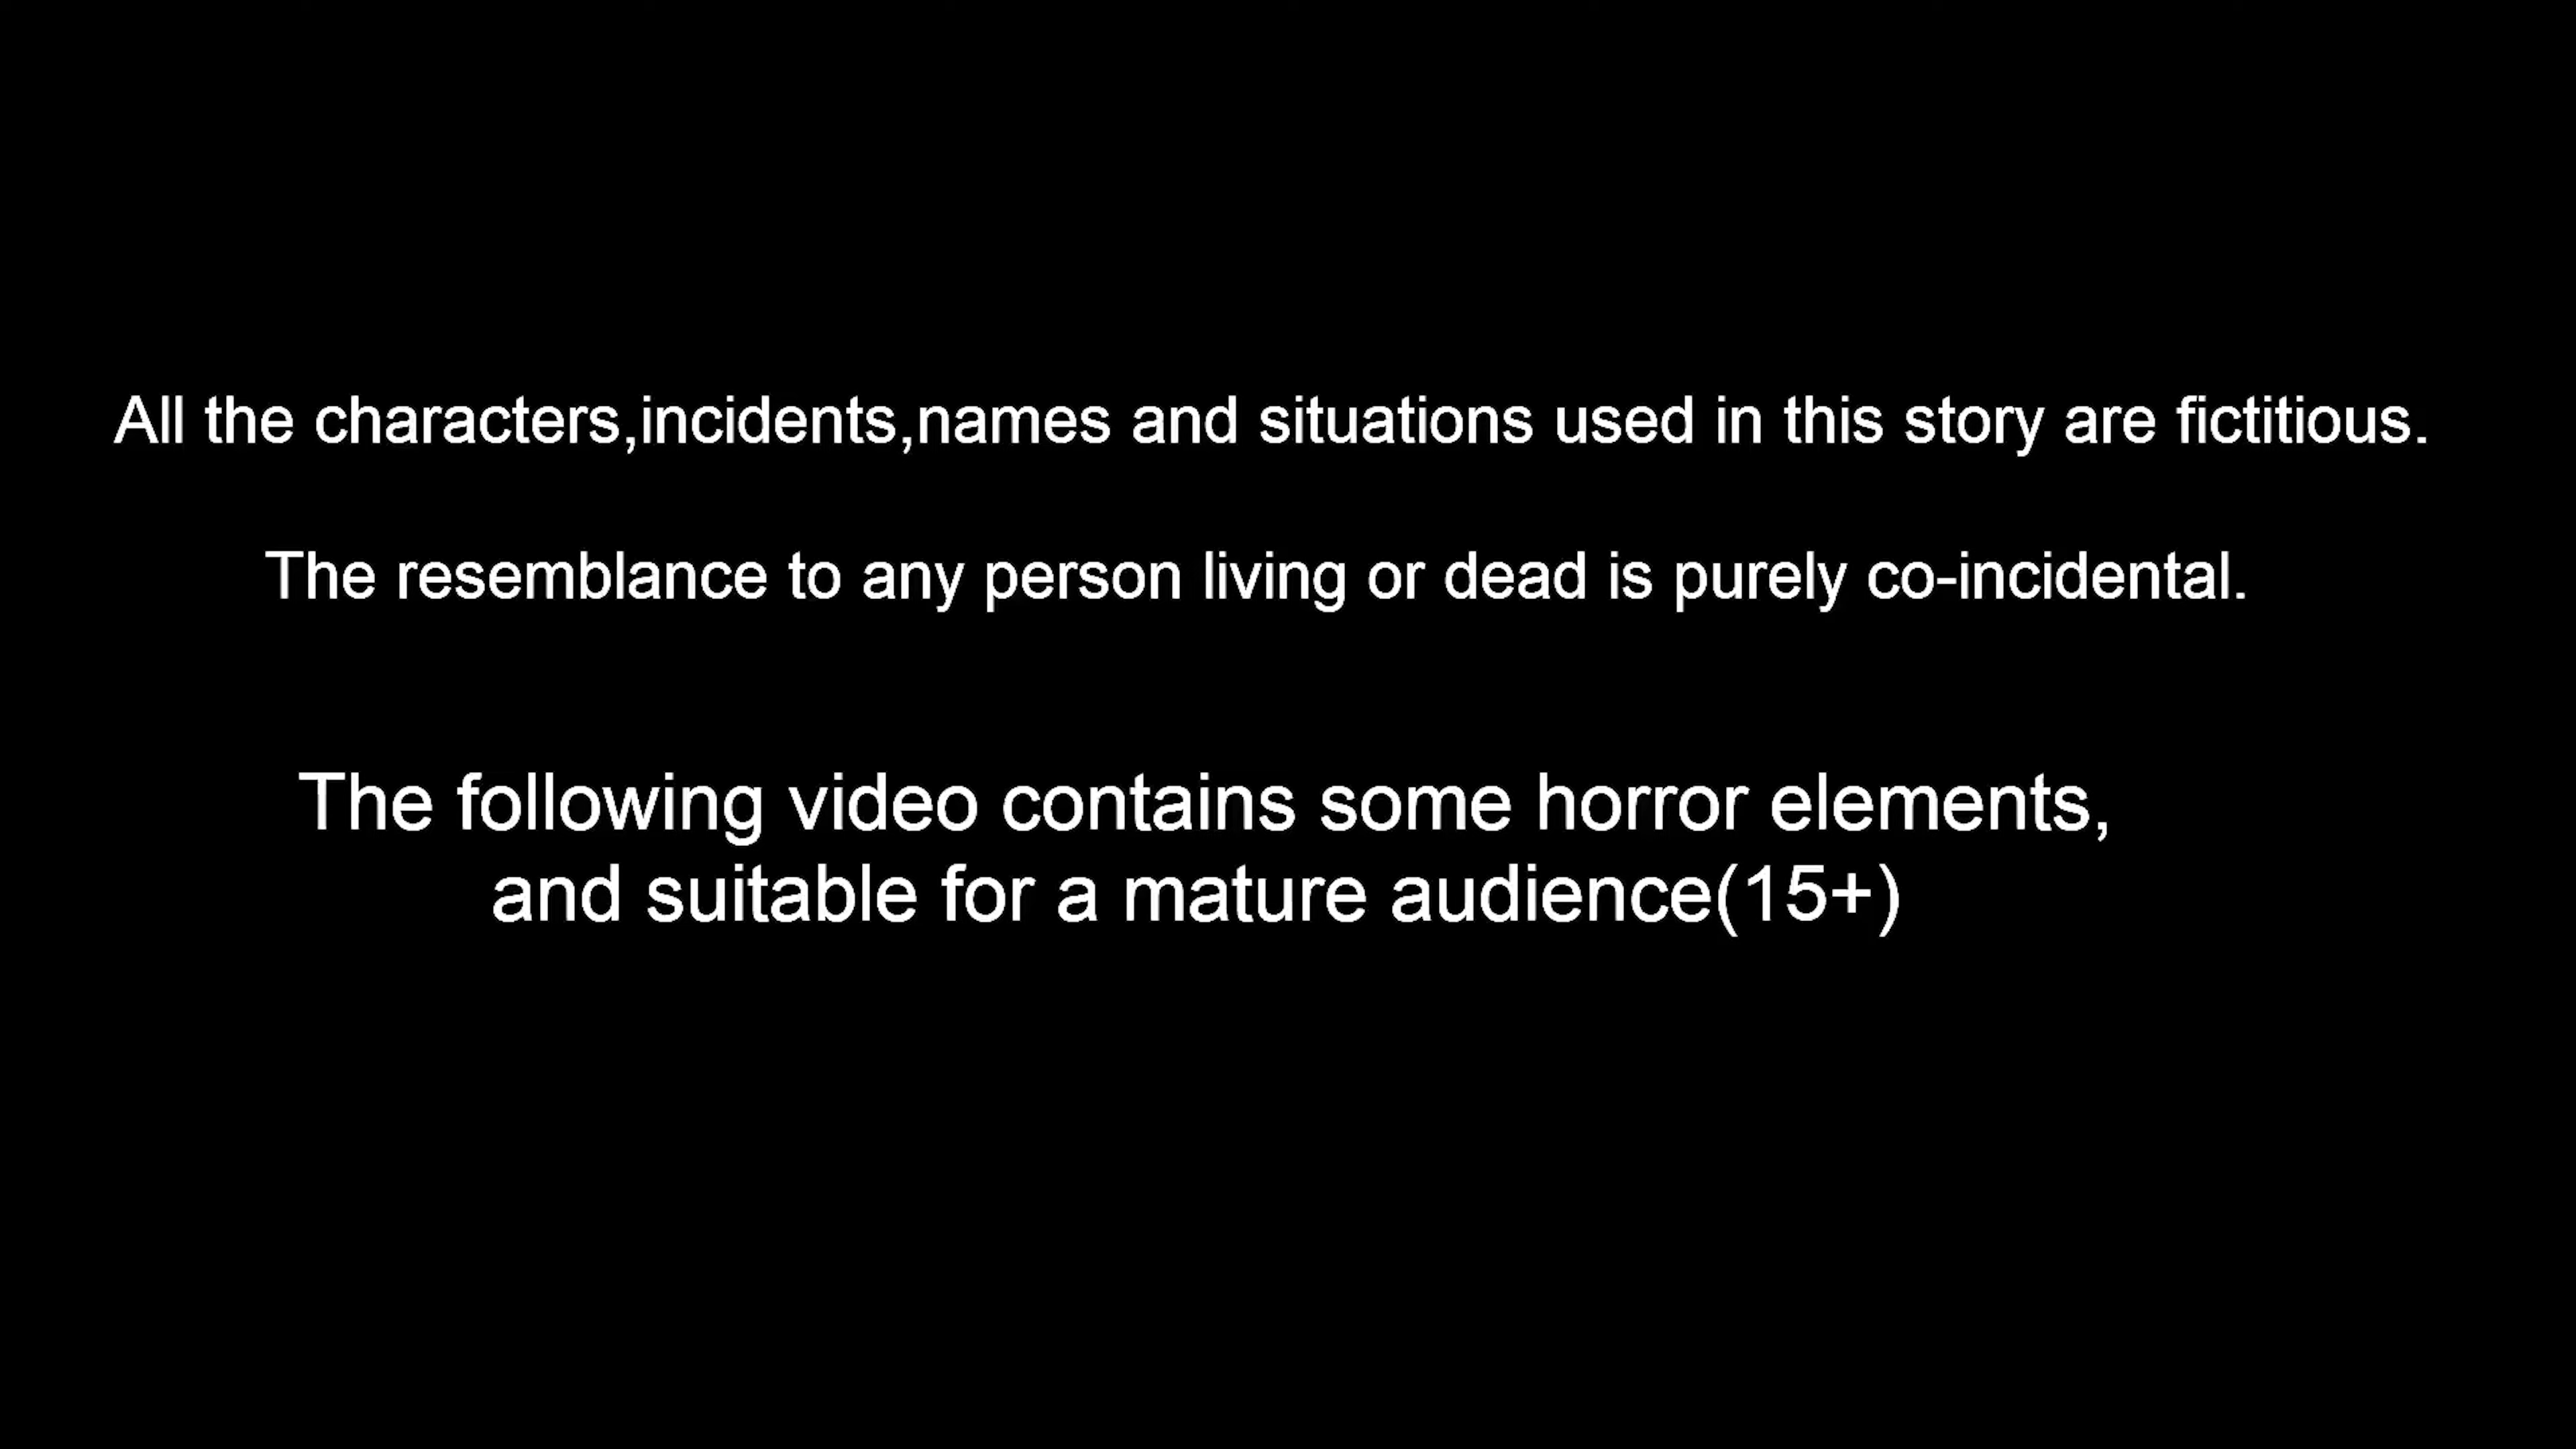 All the characters,incidents,names and situations used in this story are fictitious.
The resemblance to any person living or dead is purely co-incidental.
The following video contains some horror elements,
and suitable for a mature audience(15+)